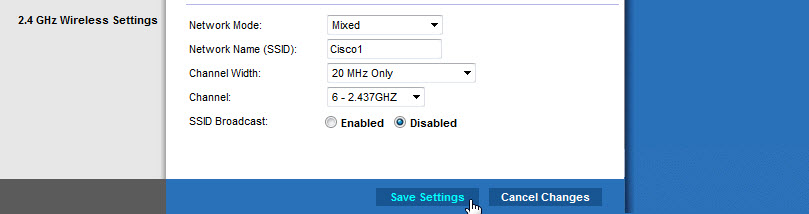 2.4 GHz Wireless Settings
Network Mode: Mixed
Network Name (SSID): Cisco1
Channel Width: 20 MHz Only
Channel: 6 - 2.437GHZ
SSID Broadcast: Enabled Disabled
Save Settings Cancel Changes